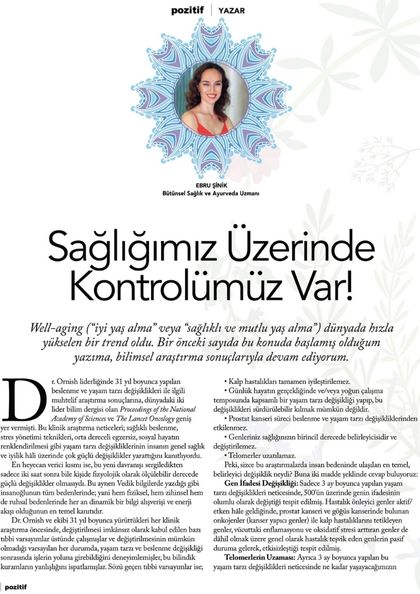 pozitif | YAZAR
EBRU ŞİNİK
Bütünsel Sağlık ve Ayurveda Uzmanı
Sağlığımız Üzerinde
Kontrolümüz Var!
Well-aging (“iyi yaş alma” veya “sağlıklı ve mutlu yaş alma”) dünyada hızla
yükselen bir trend oldu. Bir önceki sayıda bu konuda başlamış olduğum
yazıma, bilimsel araştırma sonuçlarıyla devam ediyorum.
Dr. Ornish liderliğinde 31 yıl boyunca yapılan
beslenme ve yaşam tarzı değişiklikleri ile ilgili
muhtelif araştırma sonuçlarına, dünyadaki iki
lider bilim dergisi olan Proceedings of the National
Academy of Sciences ve The Lancet Oncology geniş
yer vermişti. Bu klinik araştırma neticeleri; sağlıklı beslenme,
stres yönetimi teknikleri, orta dereceli egzersiz, sosyal hayatın
renklendirilmesi gibi yaşam tarzı değişikliklerinin insanın genel sağlık
ve iyilik hâli üzerinde çok güçlü değişiklikler yarattığını kanıtlıyordu.
En heyecan verici kısmı ise, bu yeni davranışı sergiledikten
sadece iki saat sonra bile kişide fizyolojik olarak ölçülebilir derecede
güçlü değişiklikler olmasıydı. Bu aynen Vedik bilgilerde yazdığı gibi
insanoğlunun tüm bedenlerinde; yani hem fiziksel, hem zihinsel hem
de ruhsal bedenlerinde her an dinamik bir bilgi alışverişi ve enerji
akışı olduğunun en temel kanıtıdır.
Dr. Ornish ve ekibi 31 yıl boyunca yürüttükleri her klinik
araştırma öncesinde, değiştirilmesi imkânsız olarak kabul edilen bazı
tıbbi varsayımlar üstünde çalışmışlar ve değiştirilmesinin mümkün
olmadığı varsayılan her durumda, yaşam tarzı ve beslenme değişikliği
sonrasında işlerin yoluna girebildiğini deneyimlemişler, bu bilindik
kuramların yanlışlığını ispatlamışlar. Sözü geçen tıbbi varsayımlar ise;
• Kalp hastalıkları tamamen iyileştirilemez.
• Günlük hayatın gerçekliğinde ve/veya yoğun çalışma
temposunda kapsamlı bir yaşam tarzı değişikliği yapıp, bu
değişiklikleri sürdürülebilir kılmak mümkün değildir.
• Prostat kanseri süreci beslenme ve yaşam tarzı değişikliklerinden
etkilenmez.
• Genleriniz sağlığınızın birincil derecede belirleyicisidir ve
değiştirilemez.
• Telomerler uzatılamaz.
Peki, sizce bu araştırmalarda insan bedeninde ulaşılan en temel,
belirleyici değişiklik neydi? Buna iki madde şeklinde cevap buluyoruz:
Gen İfadesi Değişikliği: Sadece 3 ay boyunca yapılan yaşam
tarzı değişiklikleri neticesinde, 500’ün üzerinde genin ifadesinin
olumlu olarak değiştiği tespit edilmiş. Hastalık önleyici genler aktif/
etken hâle geldiğinde, prostat kanseri ve göğüs kanserinde bulunan
onkojenler (kanser yapıcı genler) ile kalp hastalıklarını tetikleyen
genler, vücuttaki enflamasyonu ve oksidatif stresi arttıran genler de
dâhil olmak üzere genel olarak hastalık teşvik eden genlerin pasif
duruma gelerek, etkisizleştiği tespit edilmiş.
Telomerlerin Uzaması: Ayrıca 3 ay boyunca yapılan bu
yaşam tarzı değişiklikleri neticesinde ne kadar yaşayacağımızın
pozitif